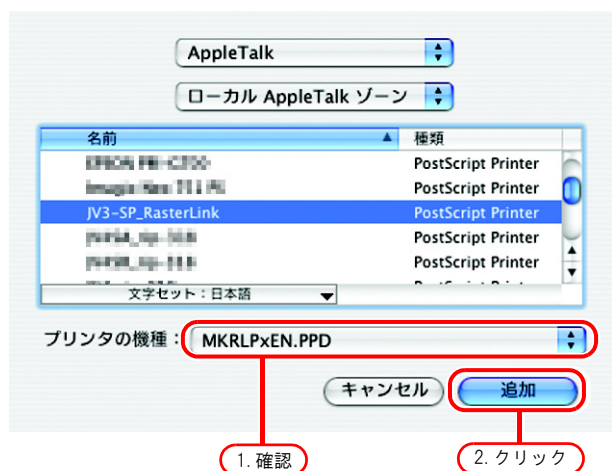 AppleTalk
ローカル AppleTalk ゾーン
名前 種類
PostScript Printer
PostScript Printer
JV3-SP_RasterLink PostScript Printer
PostScript Printer
PostScript Printer
文字セット：日本語
プリンタの機種： MKRLPxEN.PPD
キャンセル 追加
1. 確認 2. クリック